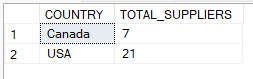 COUNTRY TOTAL_SUPPLIERS
1 Canada 7
2 USA 21